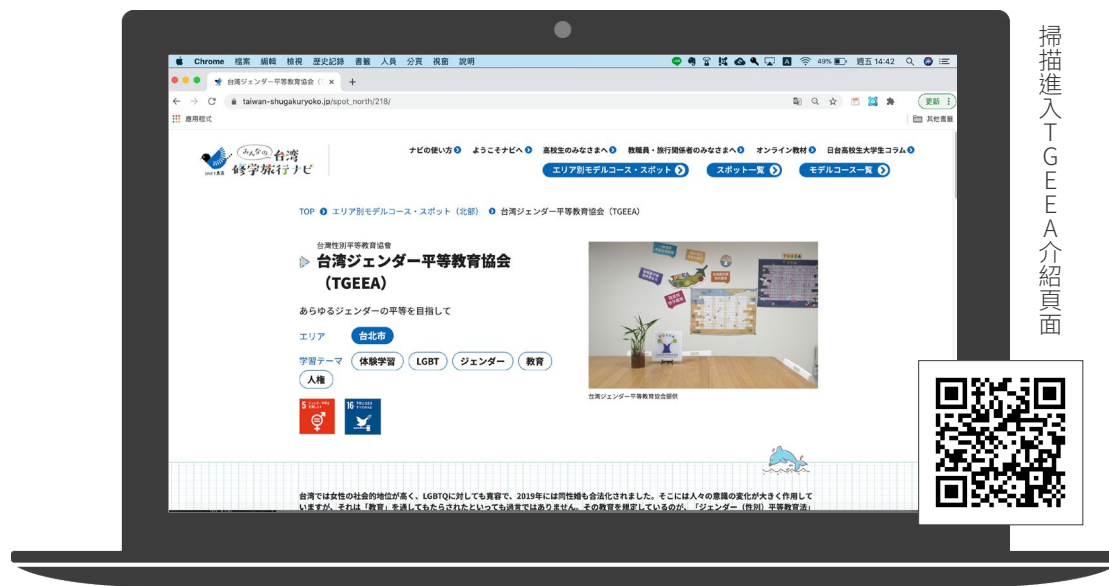 Chrome 檔案 編輯 檢視 歷史記錄 書籤 人員 分頁 視窗 說明
49% 週五 14:42
台湾ジェンダー平等教育協会（
taiwan-shugakuryoko.jp/spot_north/218/
更新
應用程式
其他書籤
みんなの 台湾
修学旅行ナビ
ナビの使い方 ようこそナビへ 高校生のみなさまへ 教職員・旅行関係者のみなさまへ オンライン教材 日台高校生大学生コラム
エリア別モデルコース・スポット スポット一覧 モデルコース一覧
TOP エリア別モデルコース・スポット（北部） 台湾ジェンダー平等教育協会（TGEEA）
台灣性別平等教育協會
台湾ジェンダー平等教育協会
（TGEEA）
あらゆるジェンダーの平等を目指して
エリア 台北市
学習テーマ 体験学習 LGBT ジェンダー 教育
人権
5
16
TGEEA
台湾ジェンダー平等教育協会提供
台湾では女性の社会的地位が高く、LGBTQに対しても寛容で、2019年には同性婚も合法化されました。そこには人々の意識の変化が大きく作用して
いますが、それは「教育」を通してもたらされたといっても過言ではありません。その教育を規定しているのが、「ジェンダー（性別）平等教育法」
掃描進入TGEEA介紹頁面